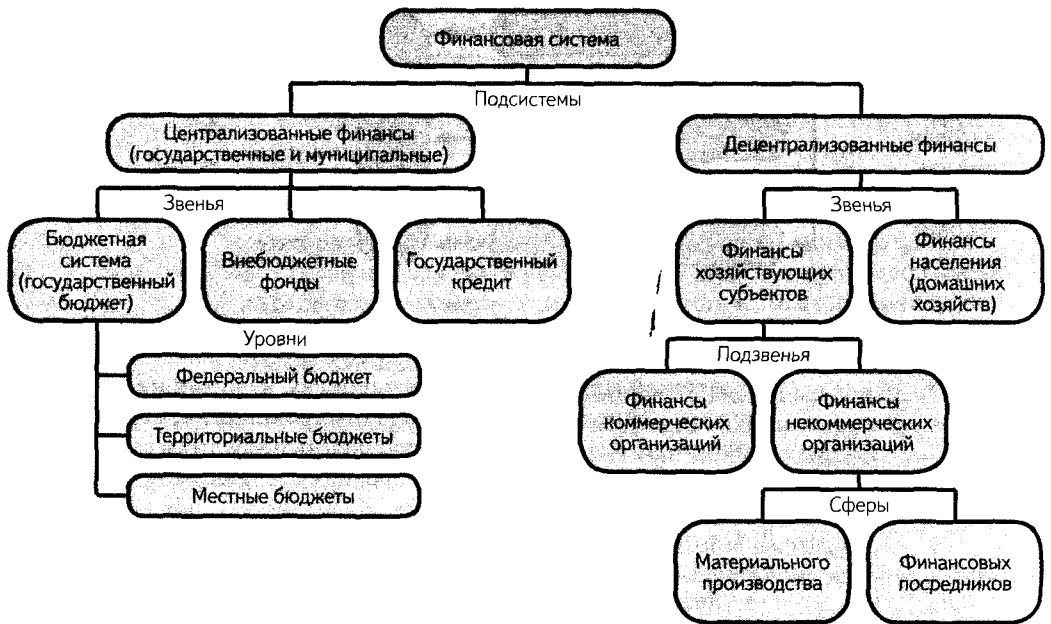 Финансовая система
Подсистемы
Централизованные финансы
(государственные и муниципальные)
Децентрализованные финансы
Звенья
Звенья
Бюджетная
система
(государственный
бюджет)
Внебюджетные
фонды
Государственный
кредит
Финансы
хозяйствующих
субъектов
Финансы
населения
(домашних
хозяйств)
Уровни
Федеральный бюджет
Территориальные бюджеты
Местные бюджеты
Подзвенья
Финансы
коммерческих
организаций
Финансы
некоммерческих
организаций
Сферы
Материального
производства
Финансовых
посредников